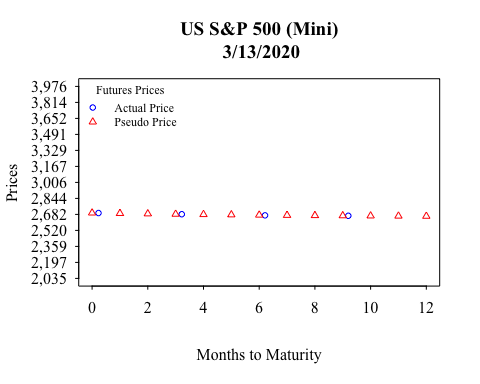 US S&P 500 (Mini)
3/13/2020
Futures Prices
Actual Price
Pseudo Price
Prices
3,976
3,814
3,652
3,491
3,329
3,167
3,006
2,844
2,682
2,520
2,359
2,197
2,035
0 2 4 6 8 10 12
Months to Maturity